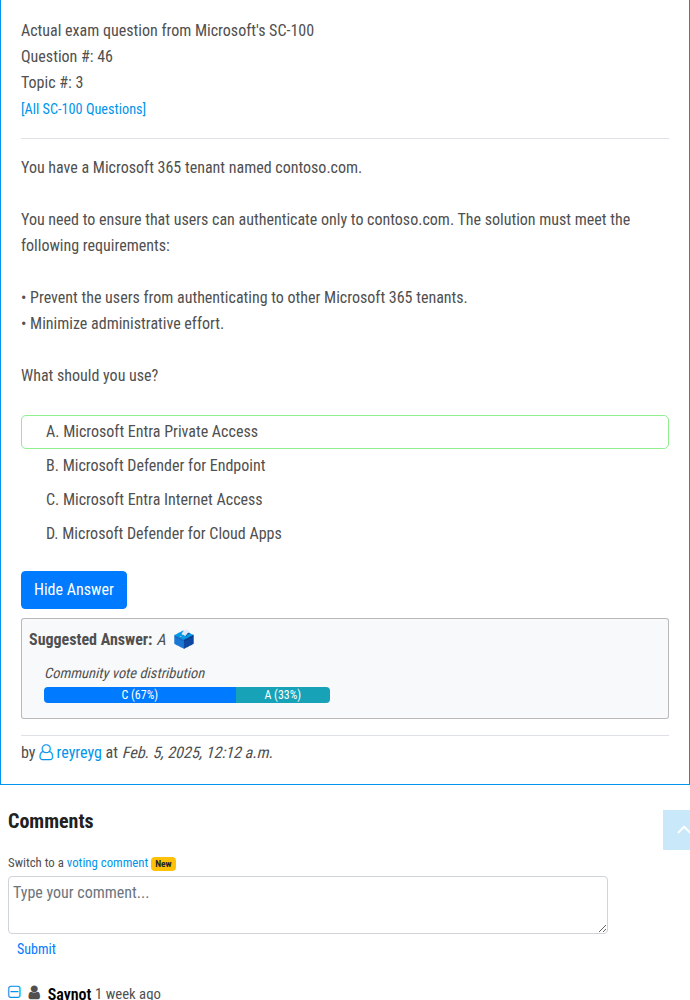 Actual exam question from Microsoft's SC-100
Question #: 46
Topic #: 3
[All SC-100 Questions]
You have a Microsoft 365 tenant named contoso.com.
You need to ensure that users can authenticate only to contoso.com. The solution must meet the
following requirements:
• Prevent the users from authenticating to other Microsoft 365 tenants.
• Minimize administrative effort.
What should you use?
A. Microsoft Entra Private Access
B. Microsoft Defender for Endpoint
C. Microsoft Entra Internet Access
D. Microsoft Defender for Cloud Apps
Hide Answer
Suggested Answer: A
Community vote distribution
C (67%) A (33%)
by reyreyg at Feb. 5, 2025, 12:12 a.m.
Comments
Switch to a voting comment New
Type your comment...
Submit
Savnot 1 week ago